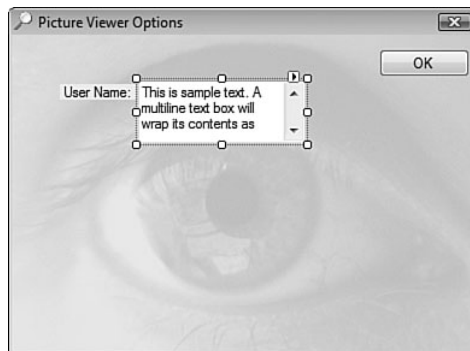 Picture Viewer Options
OK
User Name: This is sample text. A
multiline text box will
wrap its contents as